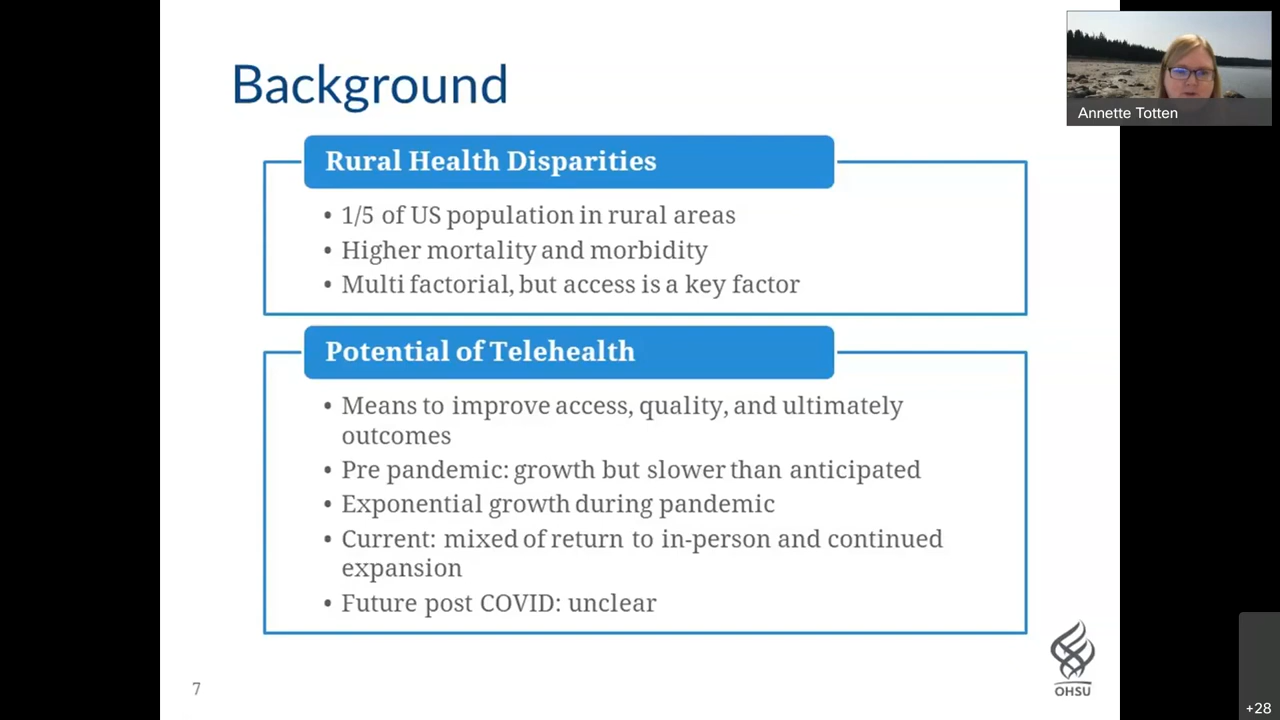 Background
Rural Health Disparities
• 1/5 of US population in rural areas
• Higher mortality and morbidity
• Multi factorial, but access is a key factor
Potential of Telehealth
• Means to improve access, quality, and ultimately
outcomes
• Pre pandemic: growth but slower than anticipated
• Exponential growth during pandemic
• Current: mixed of return to in-person and continued
expansion
• Future post COVID: unclear
7
OHSU
Annette Totten
+28